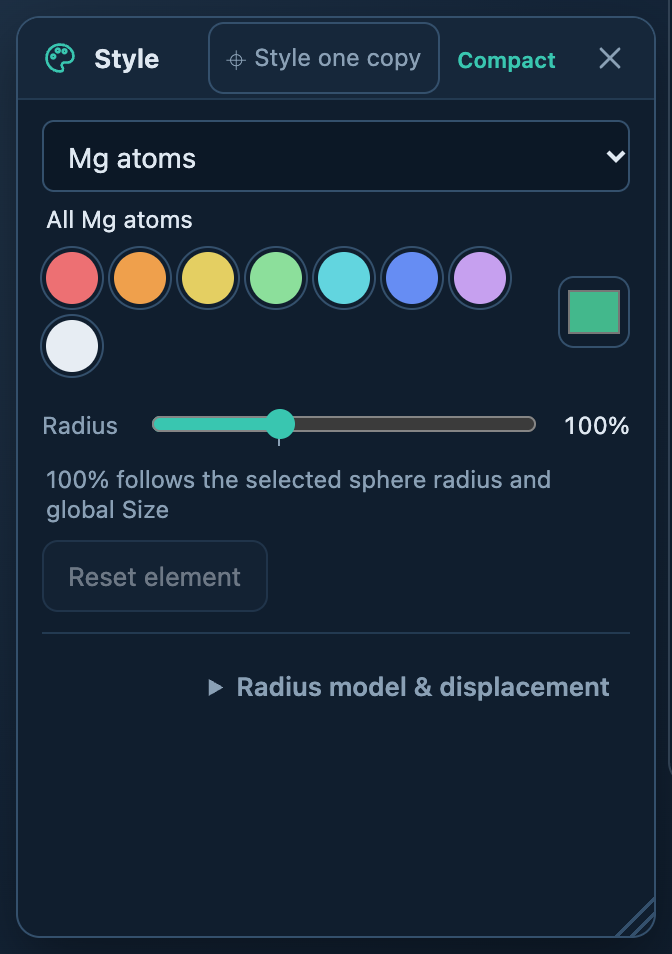 Style
Style one copy
Compact
Mg atoms
All Mg atoms
Radius
100%
100% follows the selected sphere radius and
global Size
Reset element
Radius model & displacement